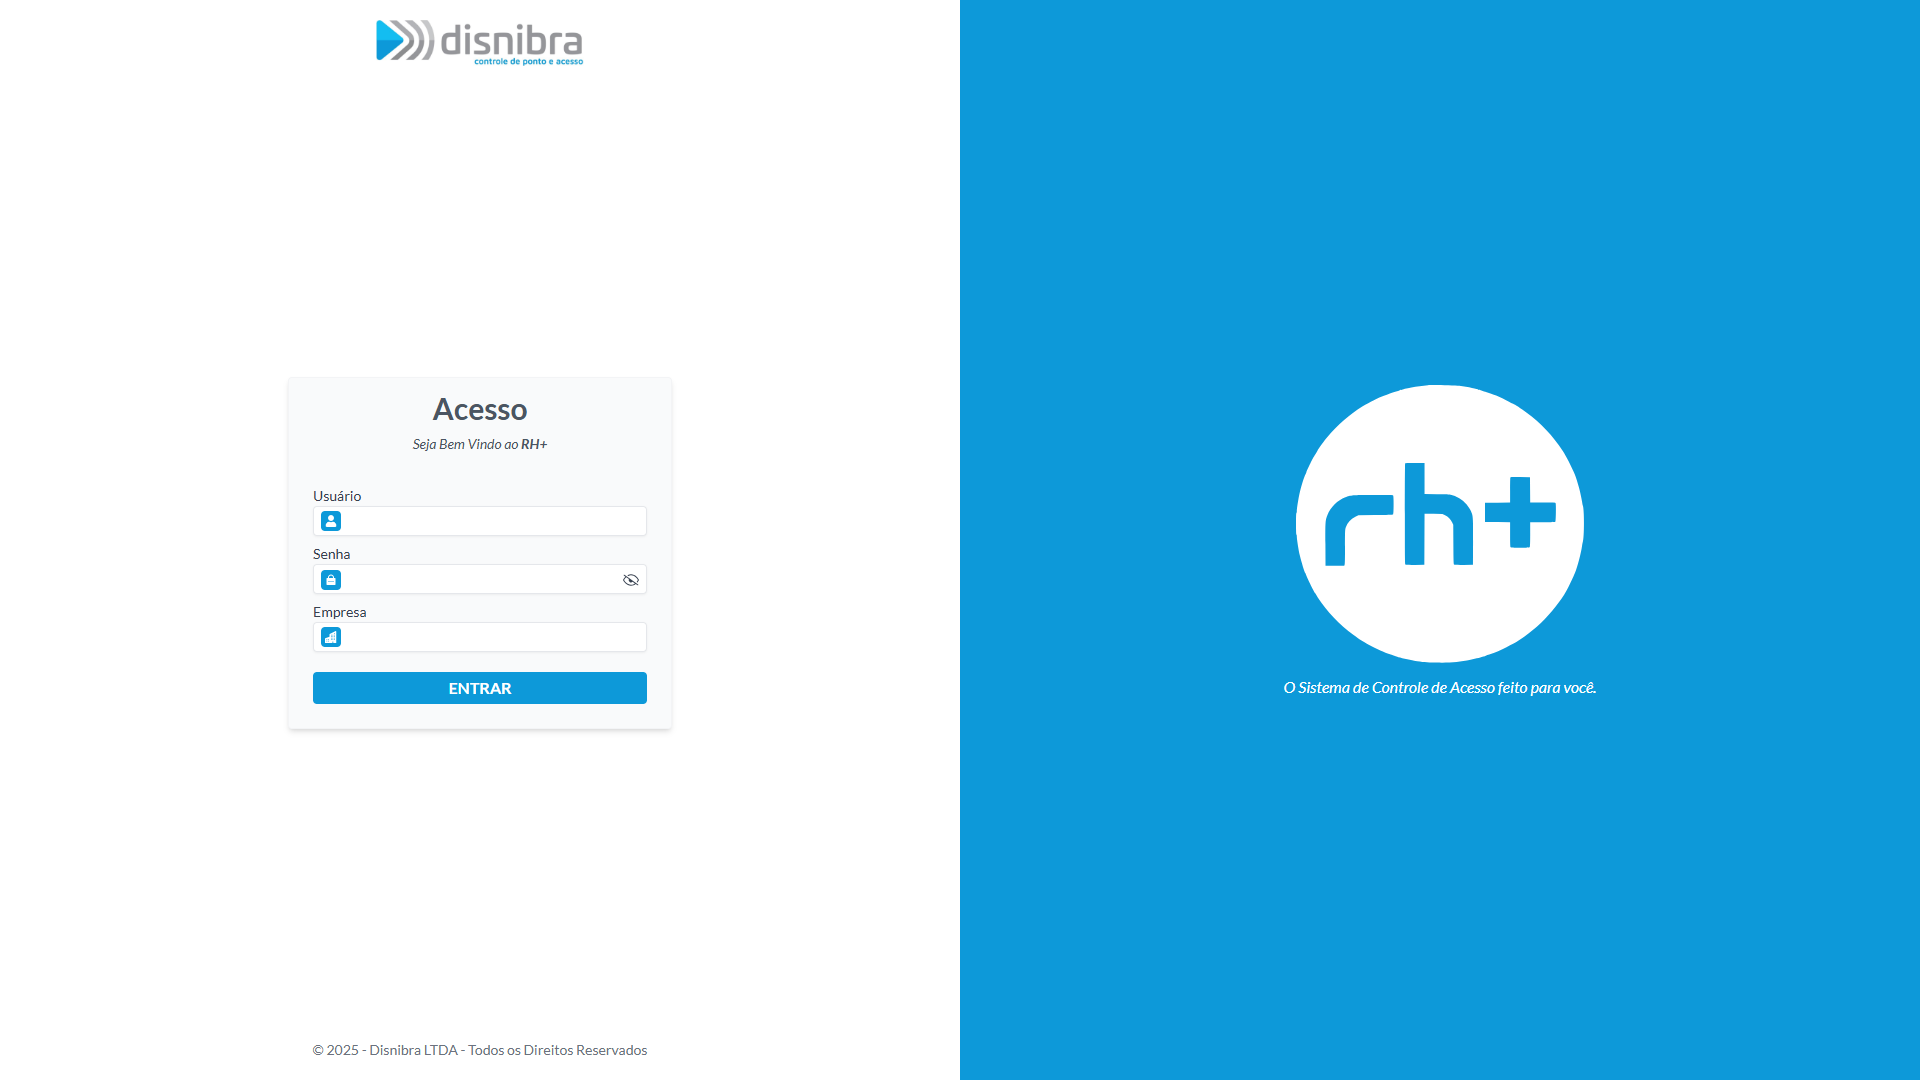 disnibra
controle de ponto e acesso
Acesso
Seja Bem Vindo ao RH+
Usuário
Senha
Empresa
ENTRAR
© 2025 - Disnibra LTDA - Todos os Direitos Reservados
rh+
O Sistema de Controle de Acesso feito para você.